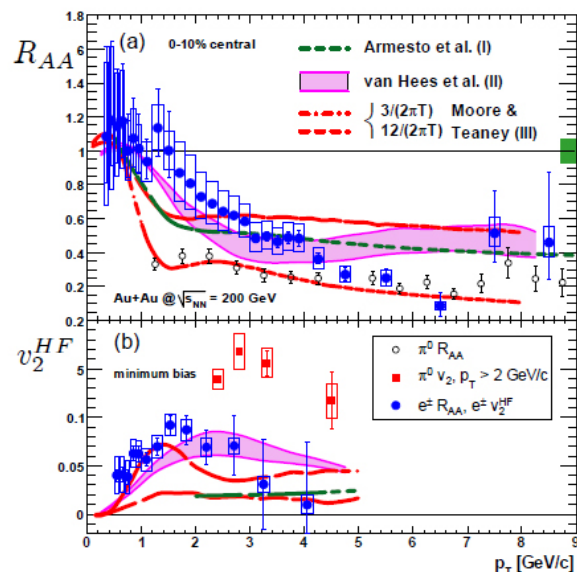 R_AA
(a)
0-10% central
Armesto et al. (I)
van Hees et al. (II)
3/(2πT)
12/(2πT)
Moore &
Teaney (III)
1.8
1.6
1.4
1.2
1
0.8
0.6
0.4
0.2
Au+Au @ √s_NN = 200 GeV
v_2^HF
(b)
minimum bias
π⁰ R_AA
π⁰ v₂, p_T > 2 GeV/c
e± R_AA, e± v_2^HF
0.2
5
0.1
0.05
0
0 1 2 3 4 5 6 7 8 9
p_T [GeV/c]